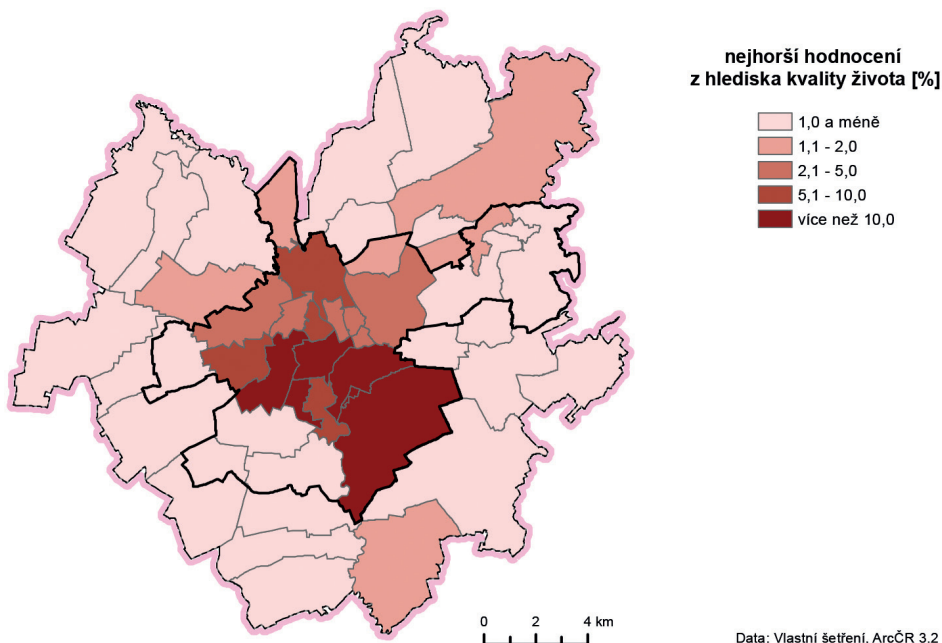 nejhorší hodnocení
z hlediska kvality života [%]
1,0 a méně
1,1 - 2,0
2,1 - 5,0
5,1 - 10,0
více než 10,0
0 2 4 km
Data: Vlastní šetření, ArcČR 3.2